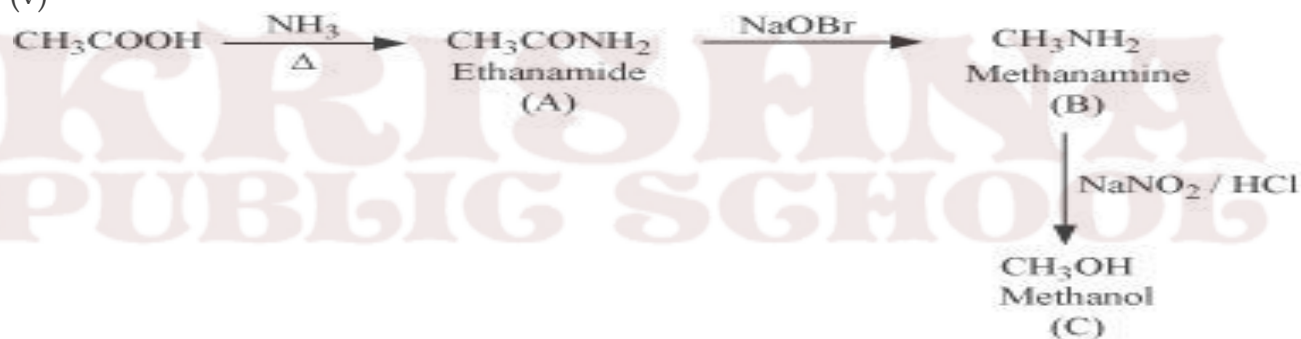 (v)
CH₃COOH NH₃ Δ CH₃CONH₂ NaOBr CH₃NH₂
Ethanamide Methanamine
(A) (B)
NaNO₂ / HCl
CH₃OH
Methanol
(C)
KRISHNA
PUBLIC SCHOOL